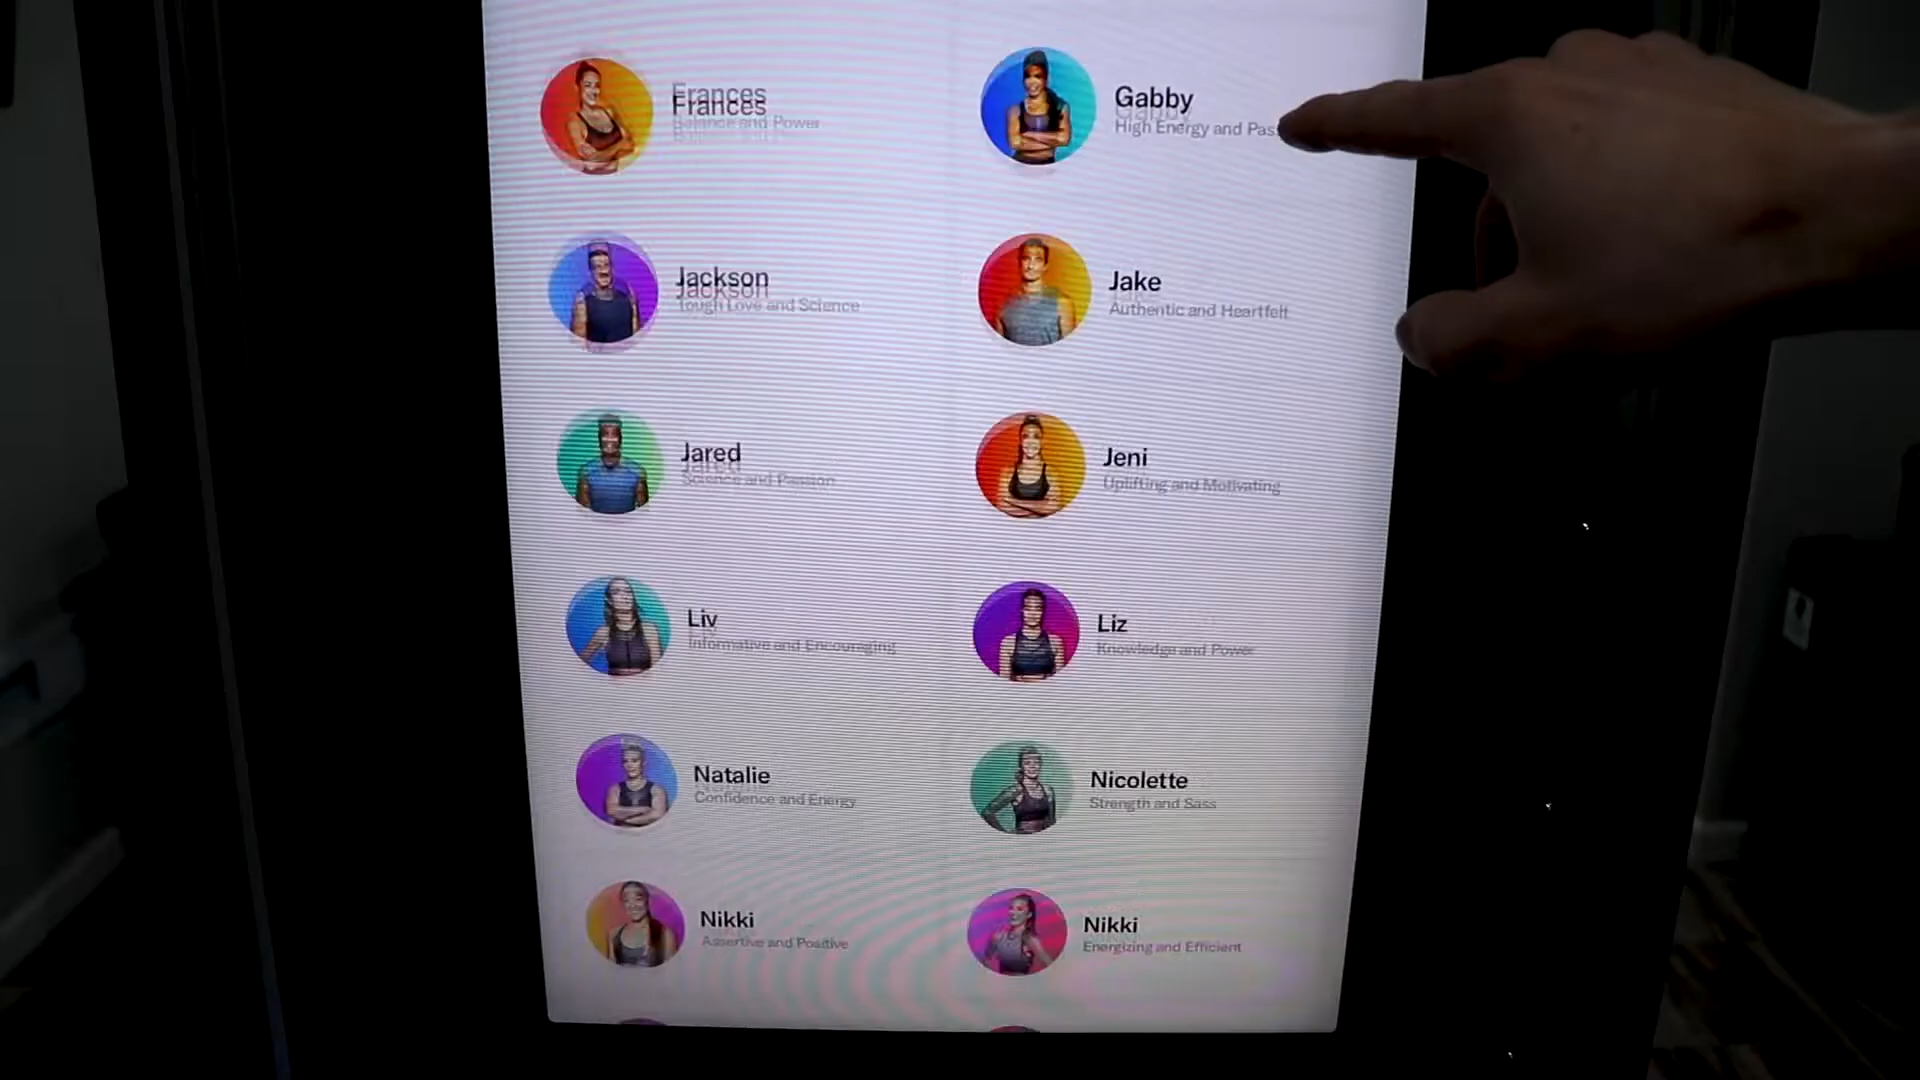 Frances
Balance and Power
Gabby
High Energy and Pas
Jackson
Tough Love and Science
Jake
Authentic and Heartfelt
Jared
Science and Passion
Jeni
Uplifting and Motivating
Liv
Informative and Encouraging
Liz
Knowledge and Power
Natalie
Confidence and Energy
Nicolette
Strength and Sass
Nikki
Assertive and Positive
Nikki
Energizing and Efficient